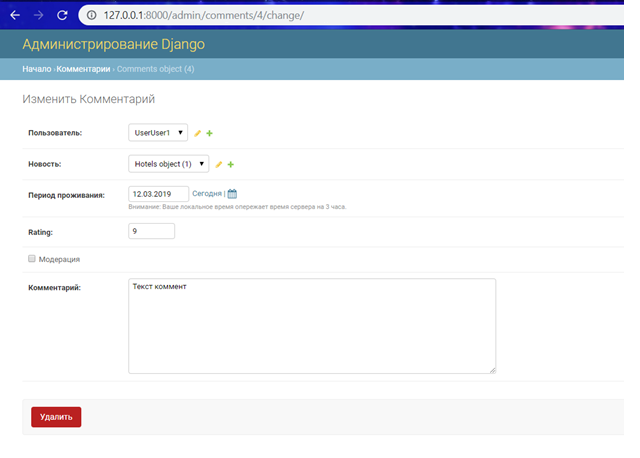 127.0.0.1:8000/admin/comments/4/change/
Администрирование Django
Начало › Комментарии › Comments object (4)
Изменить Комментарий
Пользователь: UserUser1
Новость: Hotels object (1)
Период проживания: 12.03.2019 Сегодня |
Внимание: Ваше локальное время опережает время сервера на 3 часа.
Rating: 9
Модерация
Комментарий: Текст коммент
Удалить